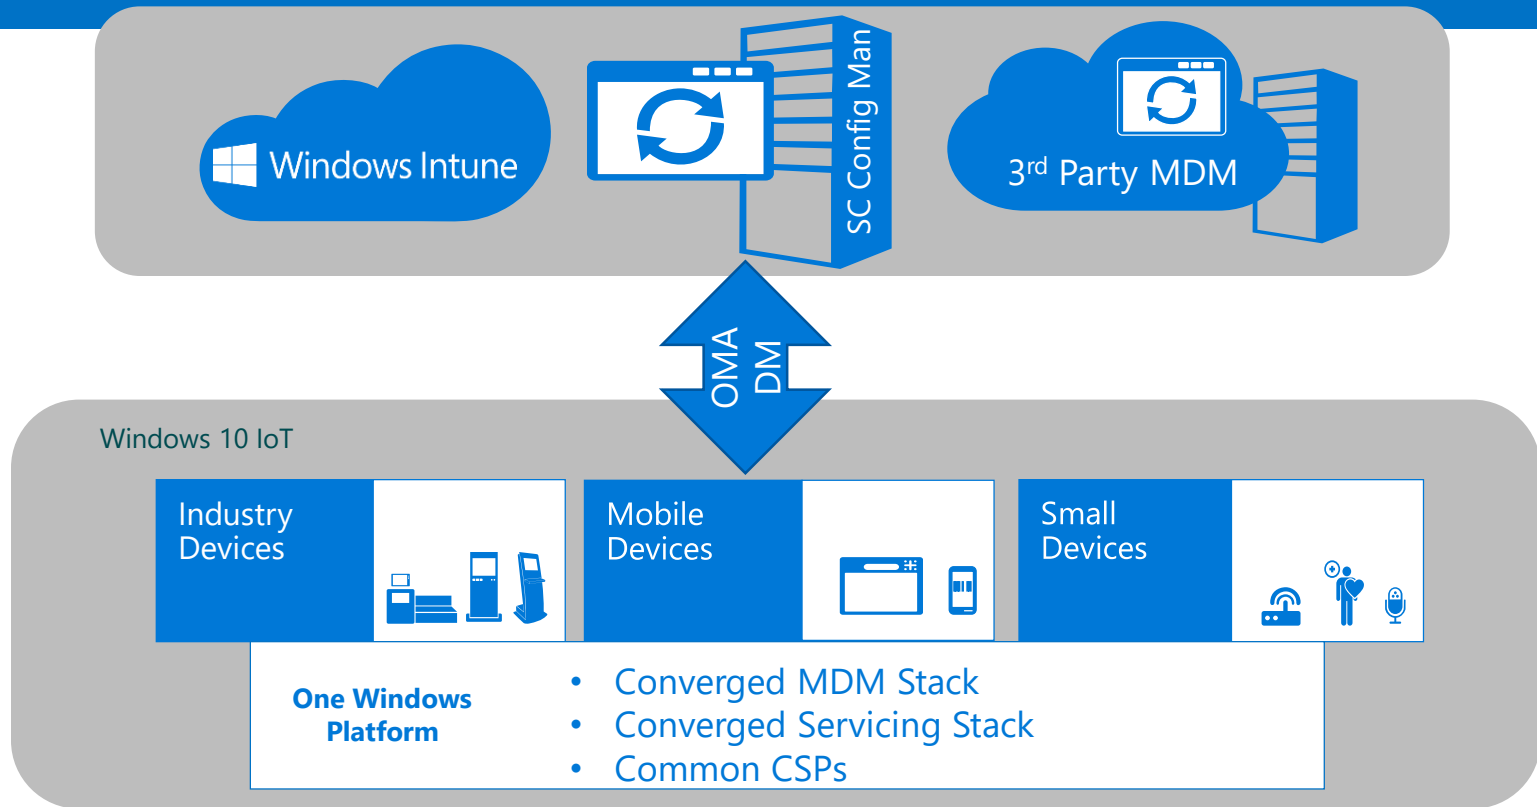 Windows Intune
SC Config Man
3rd Party MDM
OMA
DM
Windows 10 IoT
Industry
Devices
Mobile
Devices
Small
Devices
One Windows
Platform
• Converged MDM Stack
• Converged Servicing Stack
• Common CSPs